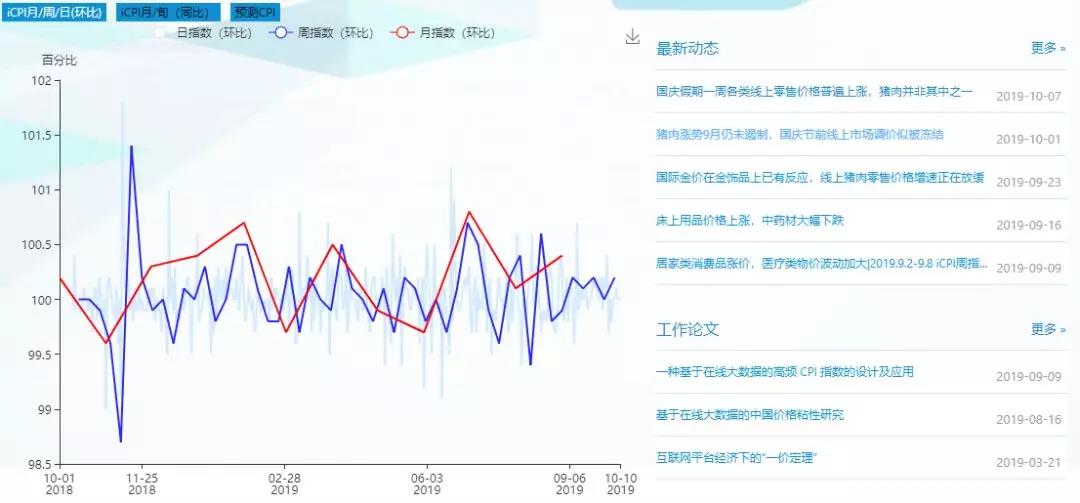 iCPI月/周/日(环比)
iCPI月/旬（同比）
预测CPI
日指数（环比）
周指数（环比）
月指数（环比）
百分比
102
101.5
101
100.5
100
99.5
99
98.5
10-01
2018
11-25
2018
02-28
2019
06-03
2019
09-06
2019
10-10
2019
最新动态
更多 »
国庆假期一周各类线上零售价格普遍上涨，猪肉并非其中之一
2019-10-07
猪肉涨势9月仍未遏制，国庆节前线上市场调价似被冻结
2019-10-01
国际金价在金饰品上已有反应，线上猪肉零售价格增速正在放缓
2019-09-23
床上用品价格上涨，中药材大幅下跌
2019-09-16
居家类消费品涨价，医疗类物价波动加大|2019.9.2-9.8 iCPI周指...
2019-09-09
工作论文
更多 »
一种基于在线大数据的高频 CPI 指数的设计及应用
2019-09-09
基于在线大数据的中国价格粘性研究
2019-08-16
互联网平台经济下的“一价定理”
2019-03-21